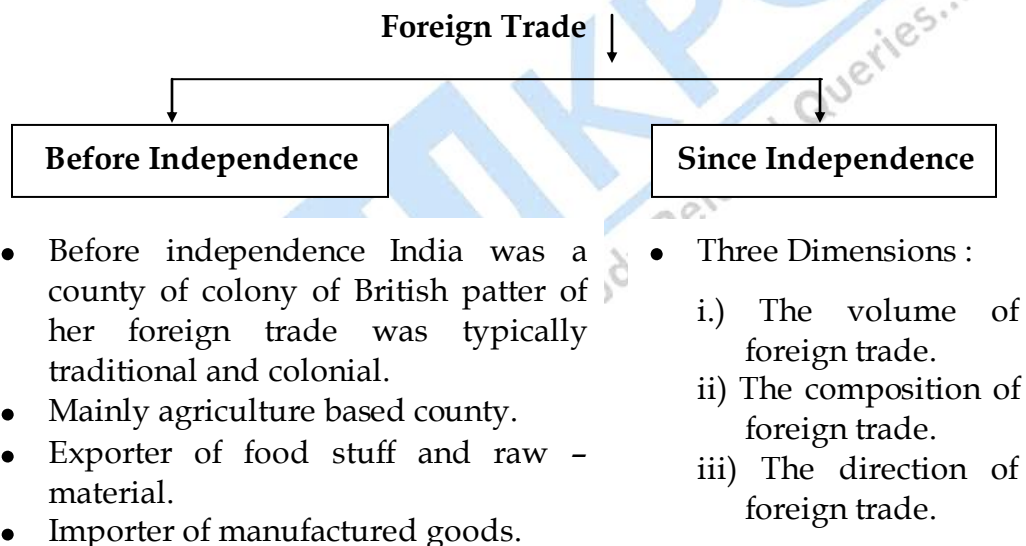 Foreign Trade
Before Independence
Since Independence
● Before independence India was a
county of colony of British patter of
her foreign trade was typically
traditional and colonial.
● Mainly agriculture based county.
● Exporter of food stuff and raw –
material.
● Importer of manufactured goods.
● Three Dimensions :
i.) The volume of
foreign trade.
ii) The composition of
foreign trade.
iii) The direction of
foreign trade.
Queries...